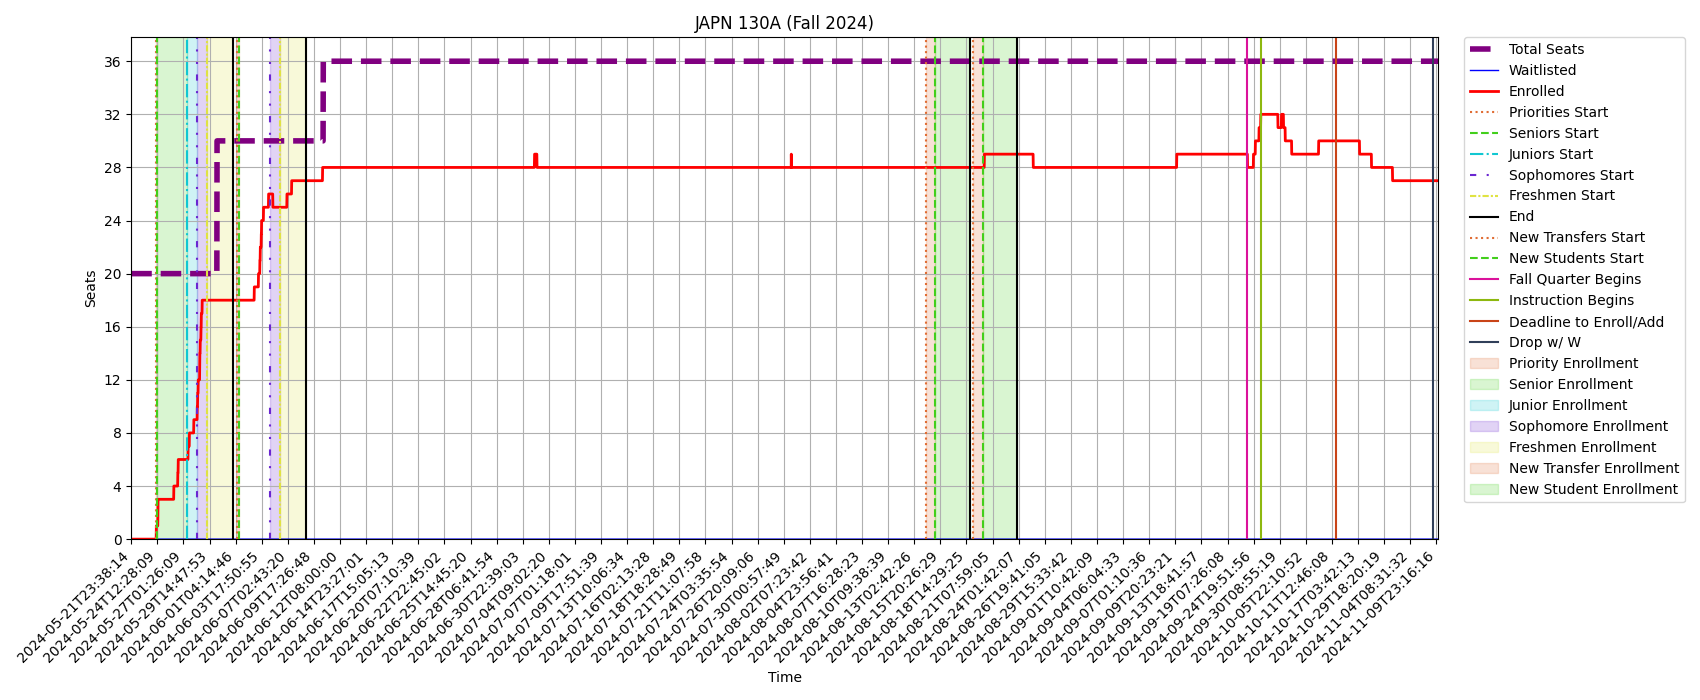 JAPN 130A (Fall 2024)
Seats
36
32
28
24
20
16
12
8
4
0
2024-05-21T23:38:14
2024-05-24T12:28:09
2024-05-27T01:26:09
2024-05-29T14:47:53
2024-06-01T04:14:46
2024-06-03T17:50:55
2024-06-07T02:43:20
2024-06-09T17:26:48
2024-06-12T08:00:00
2024-06-14T23:27:01
2024-06-17T15:05:13
2024-06-20T07:10:39
2024-06-22T22:45:02
2024-06-25T14:45:20
2024-06-28T06:41:54
2024-06-30T22:39:03
2024-07-04T09:02:20
2024-07-07T01:18:01
2024-07-09T17:51:39
2024-07-13T10:06:34
2024-07-16T02:13:28
2024-07-18T18:28:49
2024-07-21T11:07:58
2024-07-24T03:35:54
2024-07-26T20:09:06
2024-07-30T00:57:49
2024-08-02T07:23:42
2024-08-04T23:56:41
2024-08-07T16:28:23
2024-08-10T09:38:39
2024-08-13T02:42:26
2024-08-15T20:26:29
2024-08-18T14:29:25
2024-08-21T07:59:05
2024-08-24T01:42:07
2024-08-26T19:41:05
2024-08-29T15:33:42
2024-09-01T10:42:09
2024-09-04T06:04:33
2024-09-07T01:10:36
2024-09-09T20:23:21
2024-09-13T18:41:57
2024-09-19T07:26:08
2024-09-24T19:51:56
2024-09-30T08:55:19
2024-10-05T22:10:52
2024-10-11T12:46:08
2024-10-17T03:42:13
2024-10-29T18:20:19
2024-11-04T08:31:32
2024-11-09T23:16:16
Time
Total Seats
Waitlisted
Enrolled
Priorities Start
Seniors Start
Juniors Start
Sophomores Start
Freshmen Start
End
New Transfers Start
New Students Start
Fall Quarter Begins
Instruction Begins
Deadline to Enroll/Add
Drop w/ W
Priority Enrollment
Senior Enrollment
Junior Enrollment
Sophomore Enrollment
Freshmen Enrollment
New Transfer Enrollment
New Student Enrollment